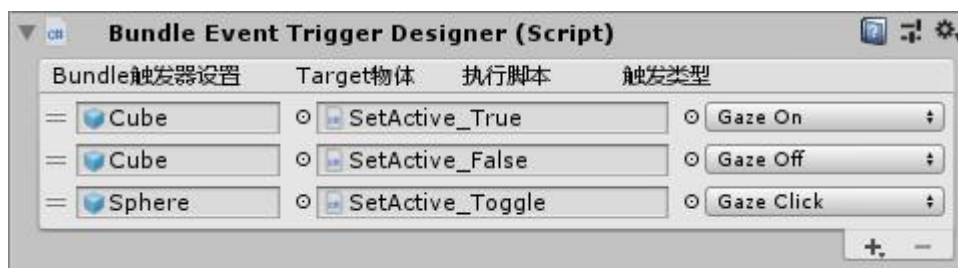 Bundle Event Trigger Designer (Script)
Bundle触发器设置 Target物体 执行脚本 触发类型
Cube SetActive_True Gaze On
Cube SetActive_False Gaze Off
Sphere SetActive_Toggle Gaze Click